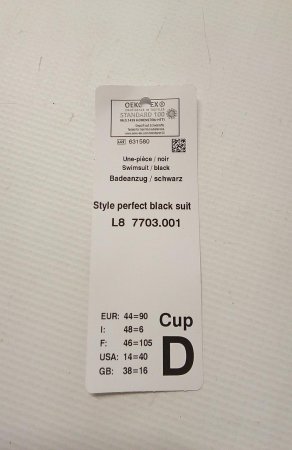 OEKO-TEX®
STANDARD 100
631580
Une-pièce / noir
Swimsuit / black
Badeanzug / schwarz
Style perfect black suit
L8 7703.001
EUR: 44=90
I: 48=6
F: 46=105
USA: 14=40
GB: 38=16
Cup
D